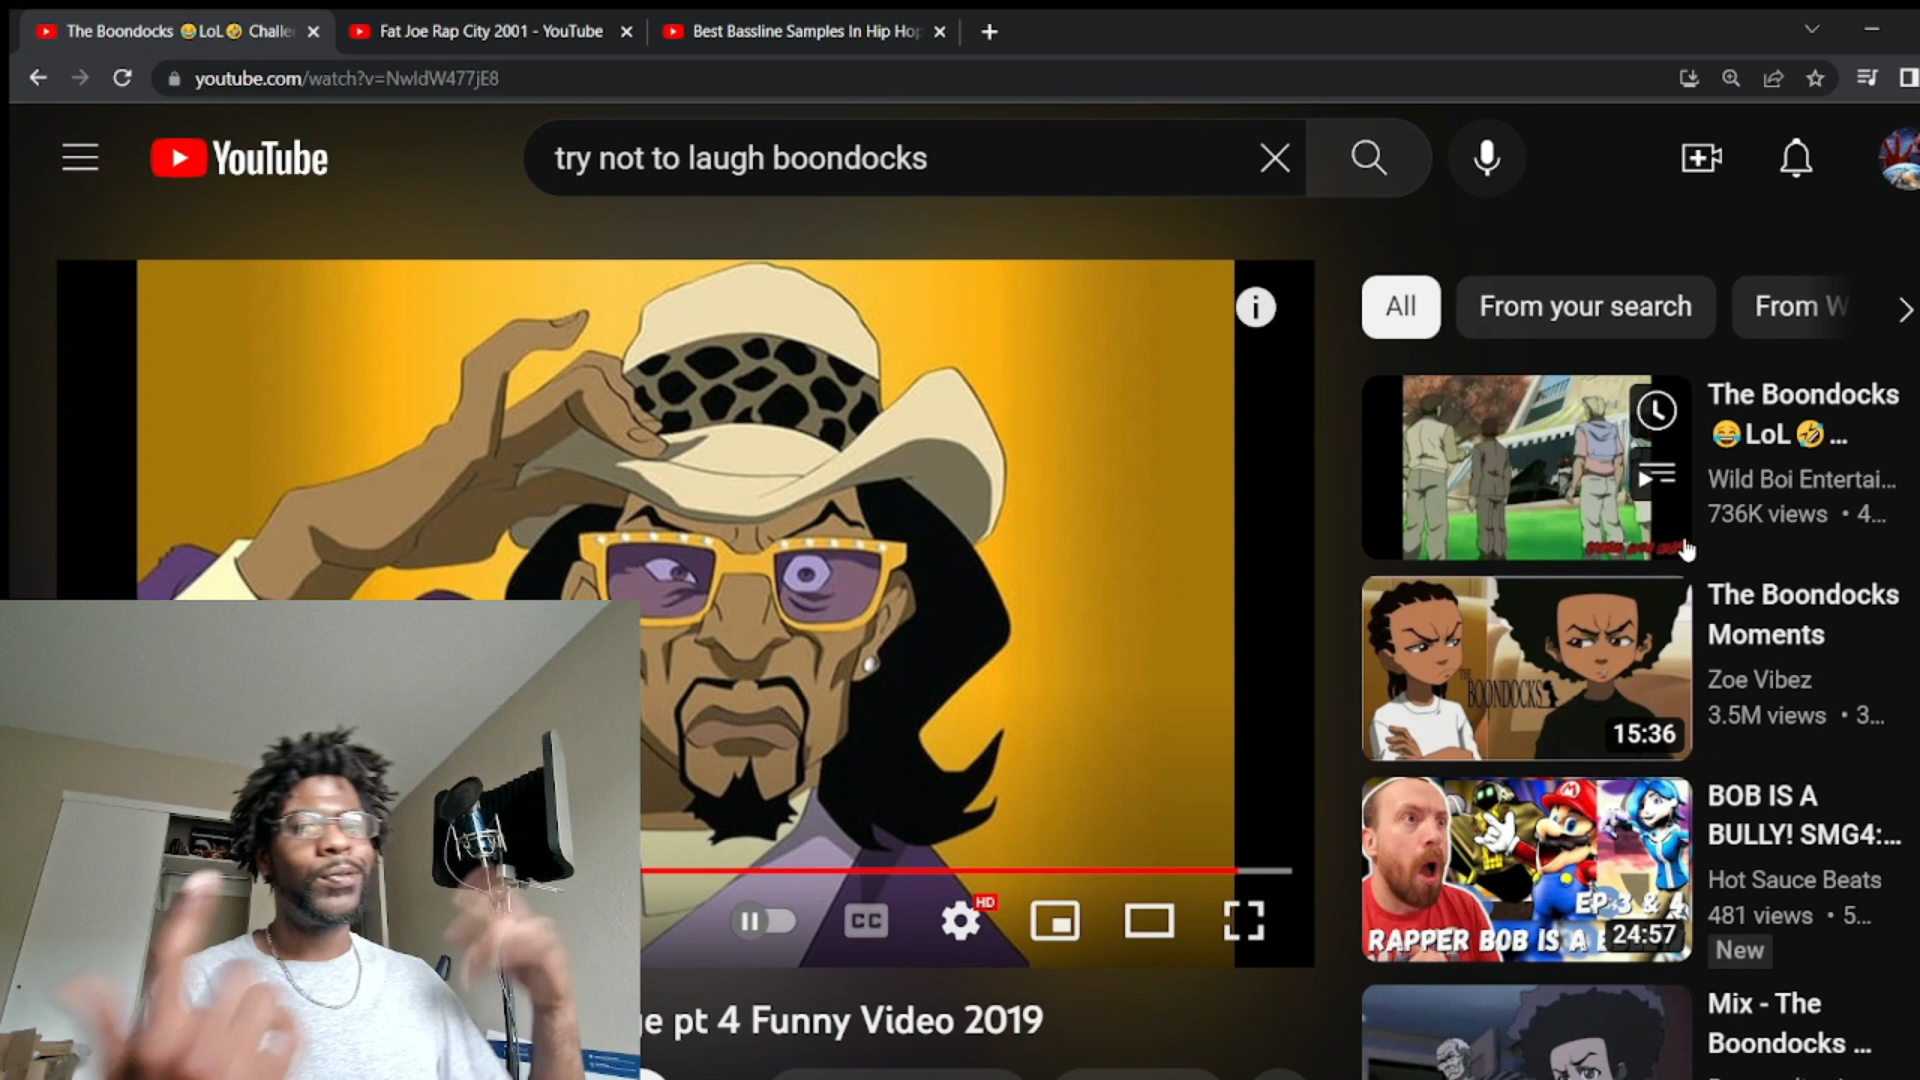 The Boondocks 😂LoL🤣 Challe
Fat Joe Rap City 2001 - YouTube
Best Bassline Samples In Hip Hop
youtube.com/watch?v=NwIdW477jE8
YouTube
try not to laugh boondocks
All
From your search
From W
The Boondocks
😂LoL🤣...
Wild Boi Entertai...
736K views • 4...
The Boondocks
Moments
Zoe Vibez
3.5M views • 3...
THE BOONDOCKS
15:36
BOB IS A
BULLY! SMG4:...
Hot Sauce Beats
481 views • 5...
New
EP 3 & 4
RAPPER BOB IS A
24:57
CC
HD
e pt 4 Funny Video 2019
Mix - The
Boondocks ...